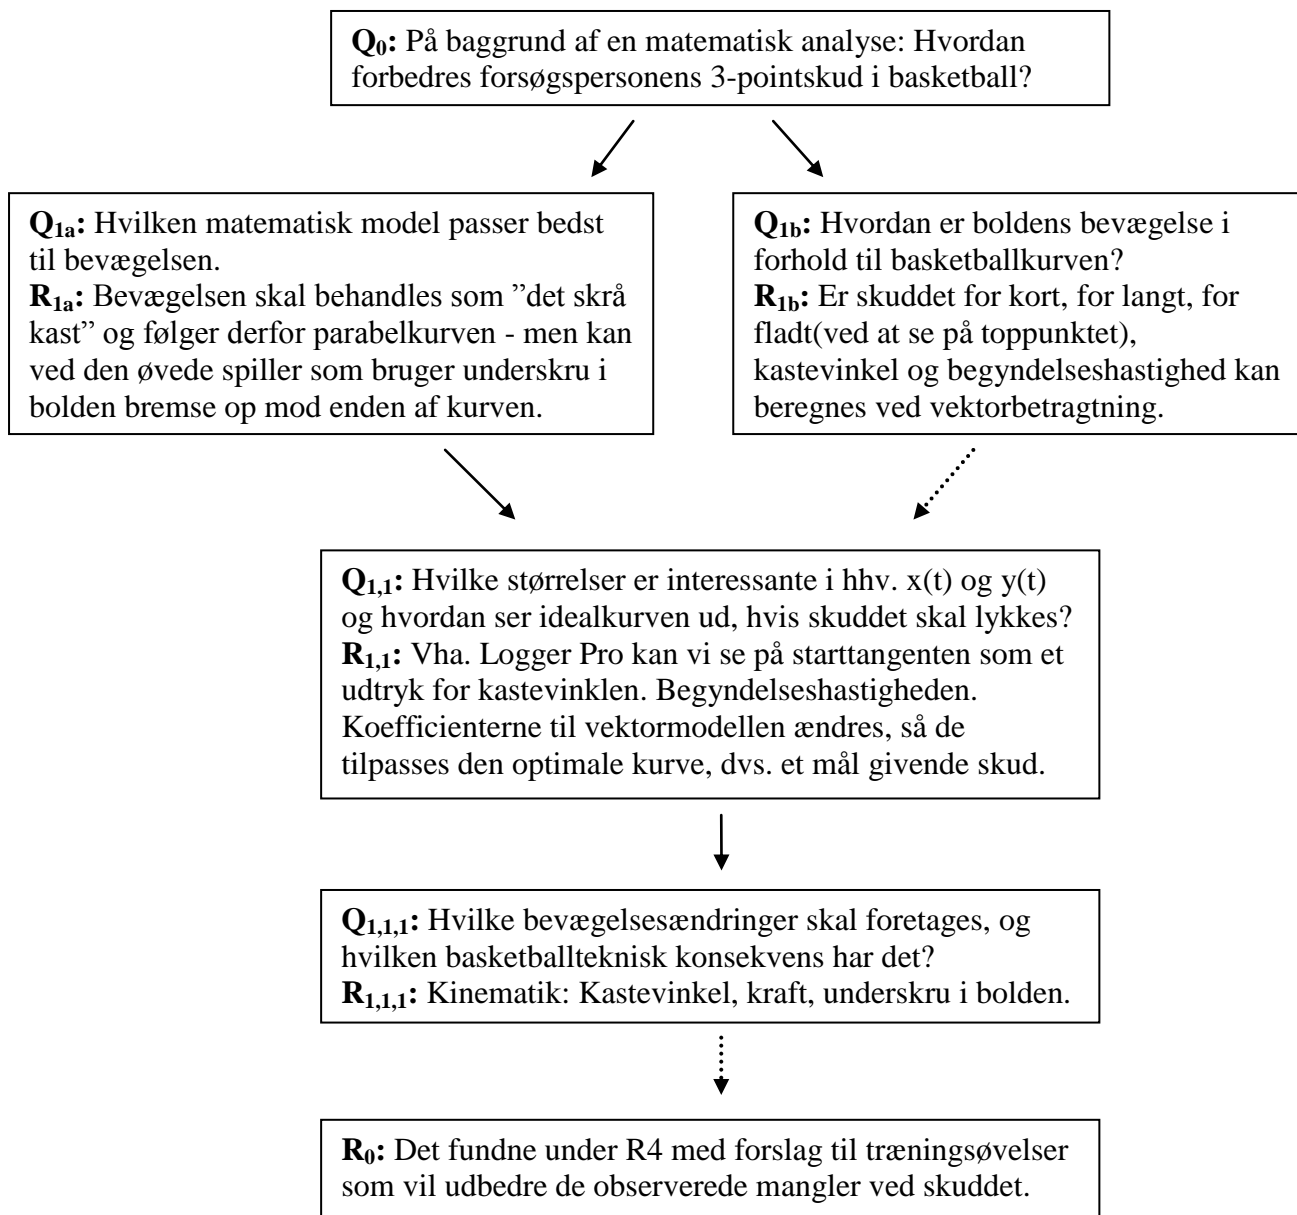 Q0: På baggrund af en matematisk analyse: Hvordan
forbedres forsøgspersonens 3-pointskud i basketball?
Q1a: Hvilken matematisk model passer bedst
til bevægelsen.
R1a: Bevægelsen skal behandles som ”det skrå
kast” og følger derfor parabelkurven - men kan
ved den øvede spiller som bruger underskru i
bolden bremse op mod enden af kurven.
Q1b: Hvordan er boldens bevægelse i
forhold til basketballkurven?
R1b: Er skuddet for kort, for langt, for
fladt(ved at se på toppunktet),
kastevinkel og begyndelseshastighed kan
beregnes ved vektorbetragtning.
Q1,1: Hvilke størrelser er interessante i hhv. x(t) og y(t)
og hvordan ser idealkurven ud, hvis skuddet skal lykkes?
R1,1: Vha. Logger Pro kan vi se på starttangenten som et
udtryk for kastevinklen. Begyndelseshastigheden.
Koefficienterne til vektormodellen ændres, så de
tilpasses den optimale kurve, dvs. et mål givende skud.
Q1,1,1: Hvilke bevægelsesændringer skal foretages, og
hvilken basketballteknisk konsekvens har det?
R1,1,1: Kinematik: Kastevinkel, kraft, underskru i bolden.
R0: Det fundne under R4 med forslag til træningsøvelser
som vil udbedre de observerede mangler ved skuddet.